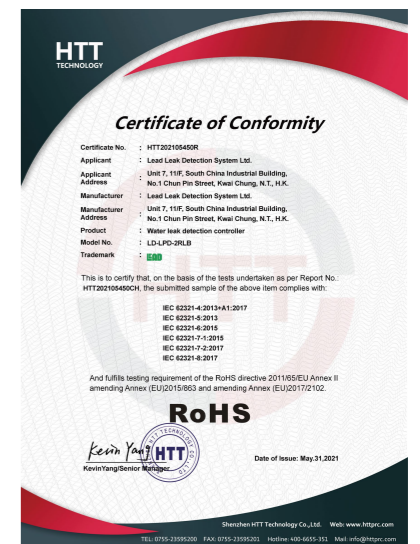 HTT
TECHNOLOGY
Certificate of Conformity
Certificate No. : HTT202105450R
Applicant : Lead Leak Detection System Ltd.
Applicant Address : Unit 7, 11/F, South China Industrial Building,
No.1 Chun Pin Street, Kwai Chung, N.T., H.K.
Manufacturer : Lead Leak Detection System Ltd.
Manufacturer Address : Unit 7, 11/F, South China Industrial Building,
No.1 Chun Pin Street, Kwai Chung, N.T., H.K.
Product : Water leak detection controller
Model No. : LD-LPD-2RLB
Trademark :
This is to certify that, on the basis of the tests undertaken as per Report No.:
HTT202105450CH, the submitted sample of the above item complies with:
IEC 62321-4:2013+A1:2017
IEC 62321-5:2013
IEC 62321-6:2015
IEC 62321-7-1:2015
IEC 62321-7-2:2017
IEC 62321-8:2017
And fulfills testing requirement of the RoHS directive 2011/65/EU Annex II
amending Annex (EU)2015/863 and amending Annex (EU)2017/2102.
RoHS
Kevin Yang
HTT
KevinYang/Senior Manager
Date of Issue: May.31,2021
Shenzhen HTT Technology Co.,Ltd. Web: www.httprc.com
TEL: 0755-23595200 FAX: 0755-23595201 Hotline: 400-6655-351 Mail: info@httprc.com